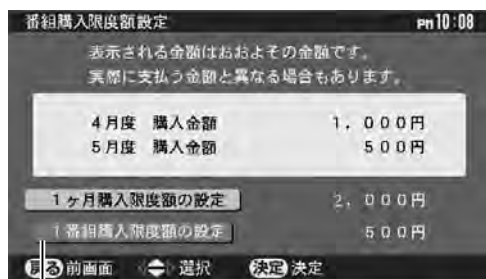 番組購入限度額設定 PM10:08
表示される金額はおおよその金額です。
実際に支払う金額と異なる場合もあります。
4月度 購入金額 1,000円
5月度 購入金額 500円
1ヶ月購入限度額の設定 2,000円
1番組購入限度額の設定 500円
戻る 前画面 選択 決定 決定